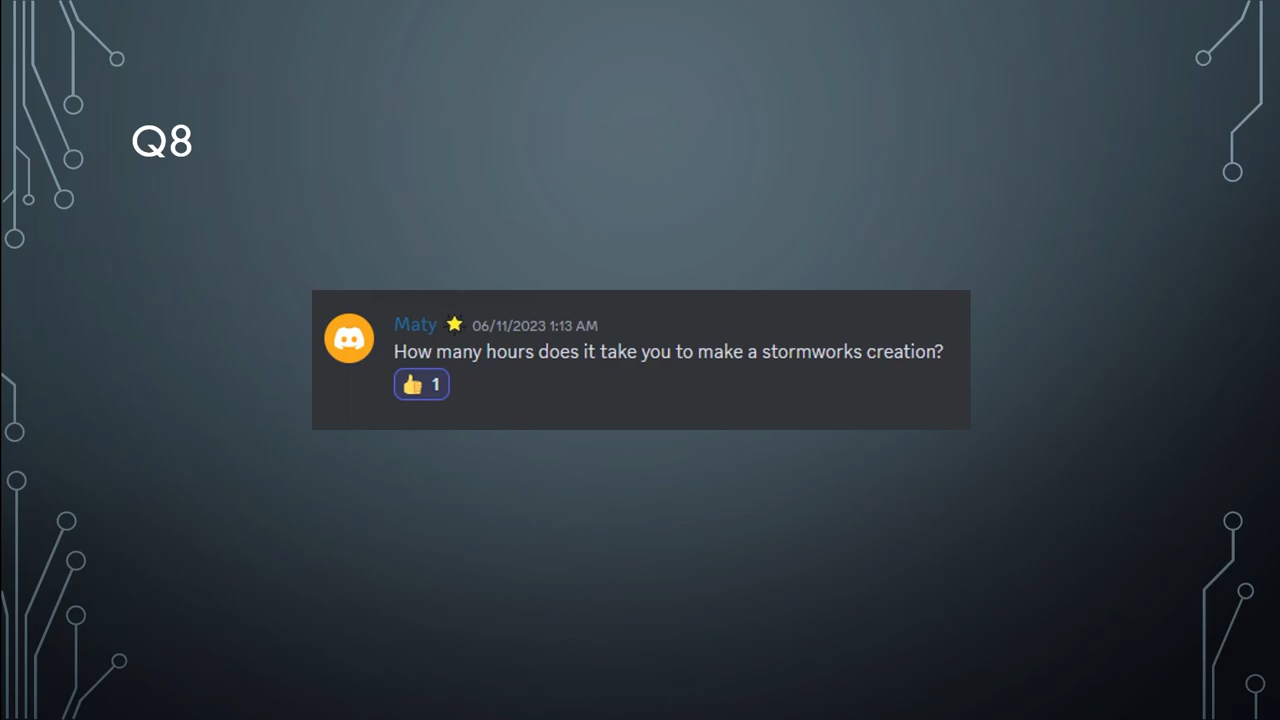 Q8
Maty ⭐ 06/11/2023 1:13 AM
How many hours does it take you to make a stormworks creation?
👍 1